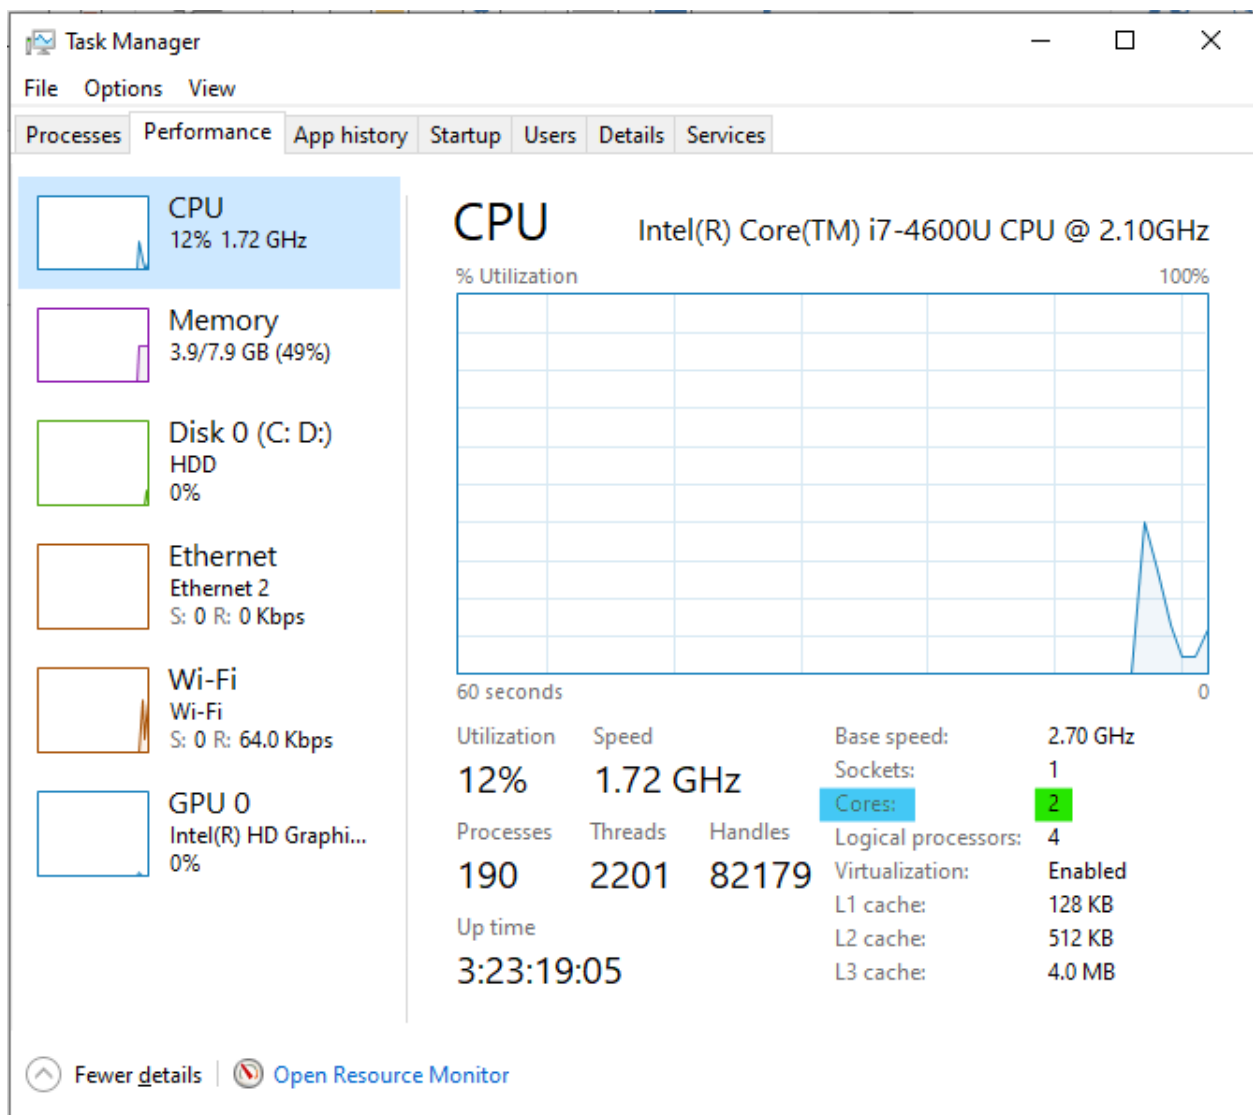 Task Manager
File Options View
Processes Performance App history Startup Users Details Services
CPU
12% 1.72 GHz
Memory
3.9/7.9 GB (49%)
Disk 0 (C: D:)
HDD
0%
Ethernet
Ethernet 2
S: 0 R: 0 Kbps
Wi-Fi
Wi-Fi
S: 0 R: 64.0 Kbps
GPU 0
Intel(R) HD Graphi...
0%
CPU Intel(R) Core(TM) i7-4600U CPU @ 2.10GHz
% Utilization 100%
60 seconds 0
Utilization Speed
12% 1.72 GHz
Processes Threads Handles
190 2201 82179
Up time
3:23:19:05
Base speed: 2.70 GHz
Sockets: 1
Cores: 2
Logical processors: 4
Virtualization: Enabled
L1 cache: 128 KB
L2 cache: 512 KB
L3 cache: 4.0 MB
Fewer details Open Resource Monitor